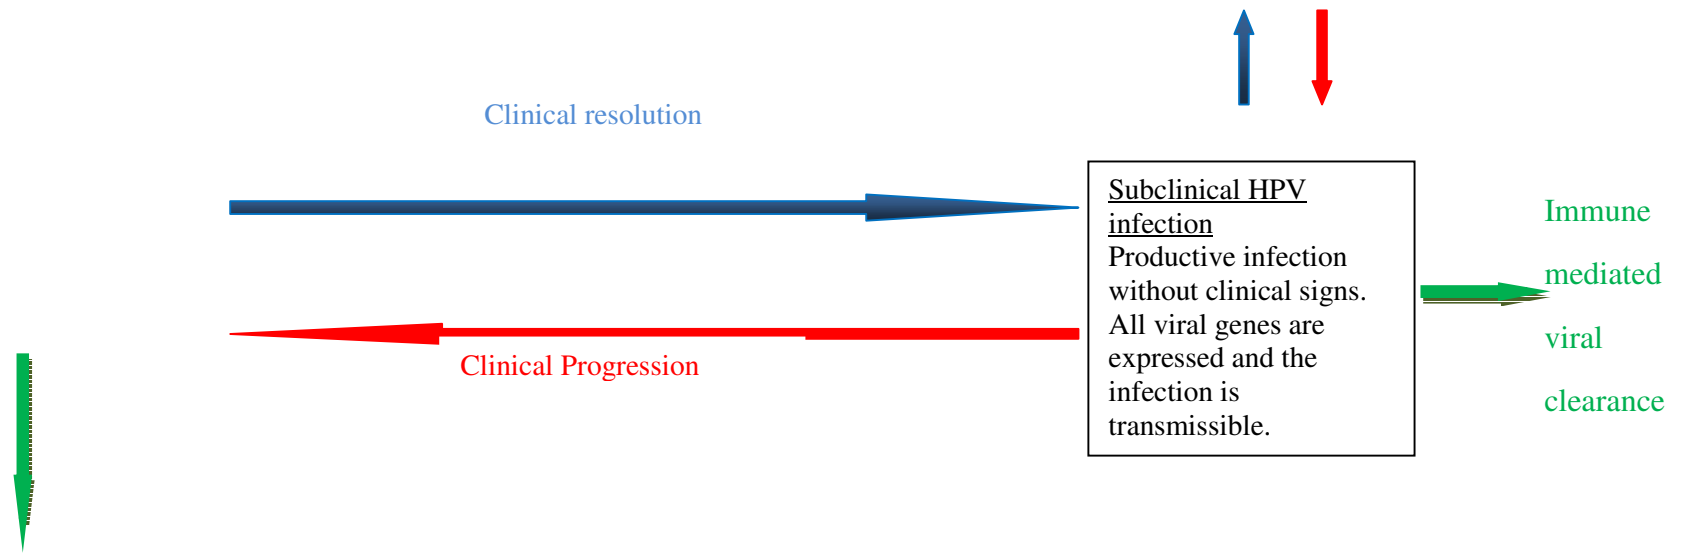 Clinical resolution
Subclinical HPV
infection
Productive infection
without clinical signs.
All viral genes are
expressed and the
infection is
transmissible.
Immune
mediated
viral
clearance
Clinical Progression